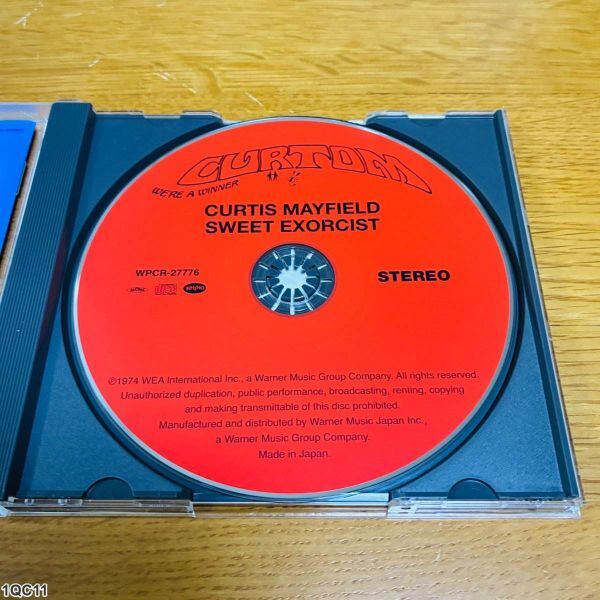 CURTOM
WE'RE A WINNER
CURTIS MAYFIELD
SWEET EXORCIST
WPCR-27776
STEREO
RHINO
℗1974 WEA International Inc., a Warner Music Group Company. All rights reserved.
Unauthorized duplication, public performance, broadcasting, renting, copying
and making transmittable of this disc prohibited.
Manufactured and distributed by Warner Music Japan Inc.,
a Warner Music Group Company.
Made in Japan.
1QC11